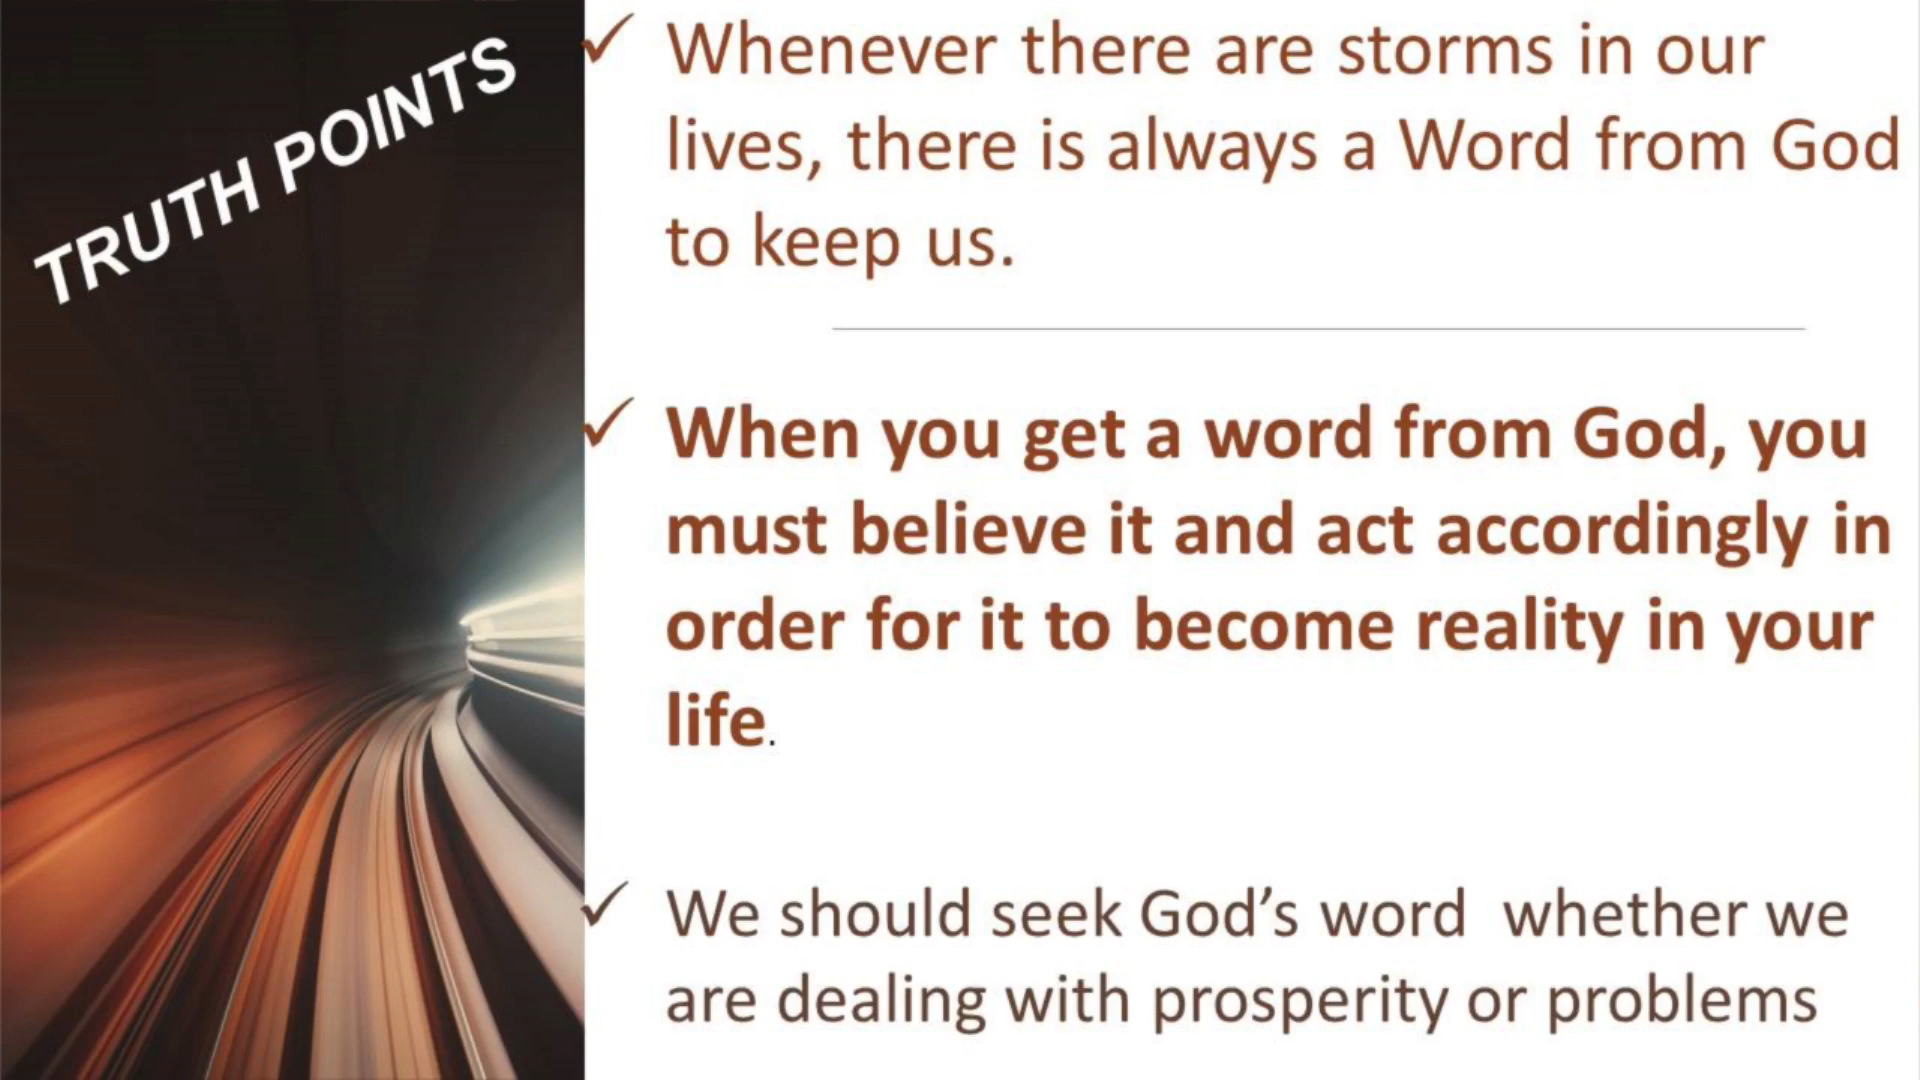 TRUTH POINTS
✓ Whenever there are storms in our
lives, there is always a Word from God
to keep us.
✓ When you get a word from God, you
must believe it and act accordingly in
order for it to become reality in your
life.
✓ We should seek God’s word  whether we
are dealing with prosperity or problems